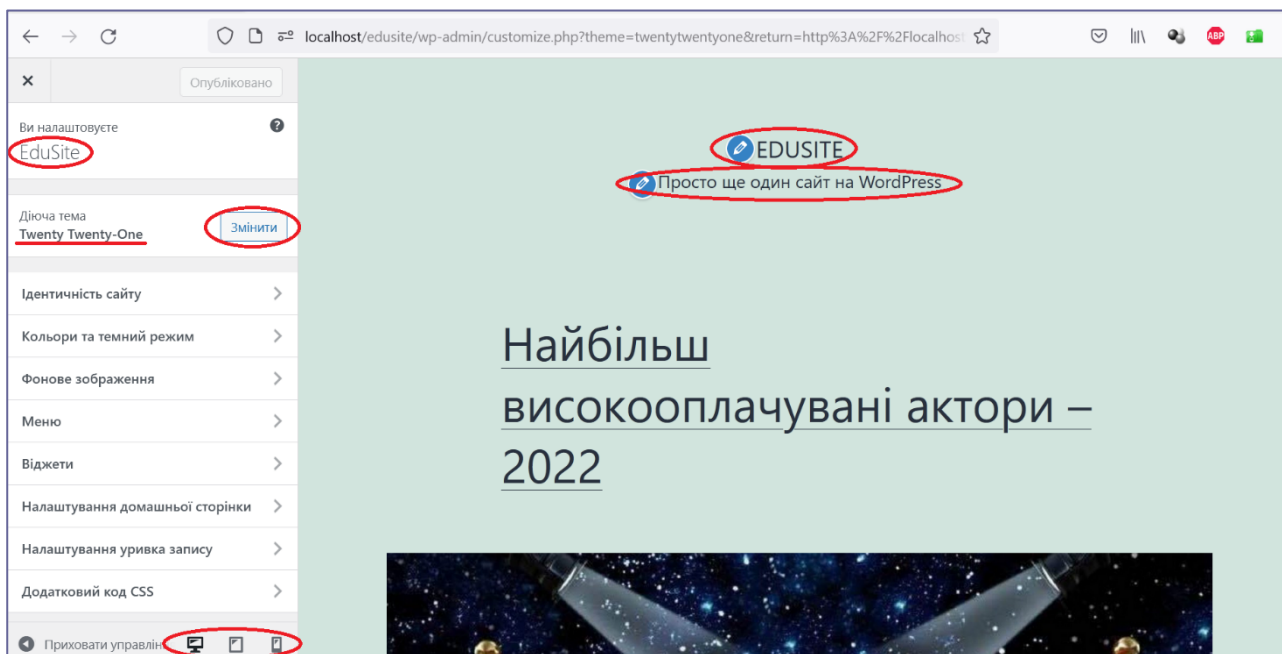 localhost/edusite/wp-admin/customize.php?theme=twentytwentyone&return=http%3A%2F%2Flocalhost
ABP
Опубліковано
Ви налаштовуєте
EduSite
Діюча тема
Twenty Twenty-One
Змінити
Ідентичність сайту
Кольори та темний режим
Фонове зображення
Меню
Віджети
Налаштування домашньої сторінки
Налаштування уривка запису
Додатковий код CSS
Приховати управлін
EDUSITE
Просто ще один сайт на WordPress
Найбільш
високооплачувані актори –
2022